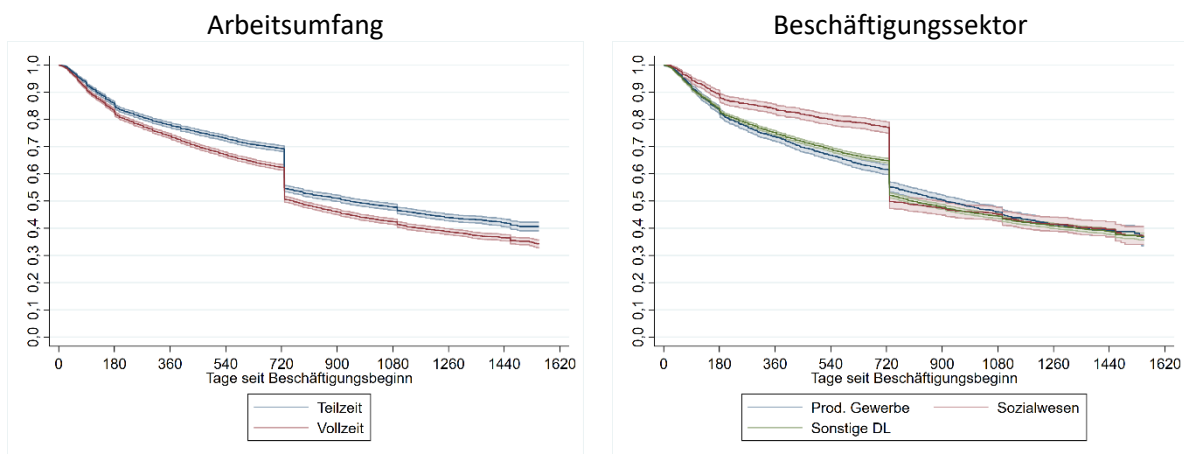 Arbeitsumfang
1,0
0,9
0,8
0,7
0,6
0,5
0,4
0,3
0,2
0,1
0,0
0 180 360 540 720 900 1080 1260 1440 1620
Tage seit Beschäftigungsbeginn
Teilzeit
Vollzeit
Beschäftigungssektor
1,0
0,9
0,8
0,7
0,6
0,5
0,4
0,3
0,2
0,1
0,0
0 180 360 540 720 900 1080 1260 1440 1620
Tage seit Beschäftigungsbeginn
Prod. Gewerbe Sozialwesen
Sonstige DL